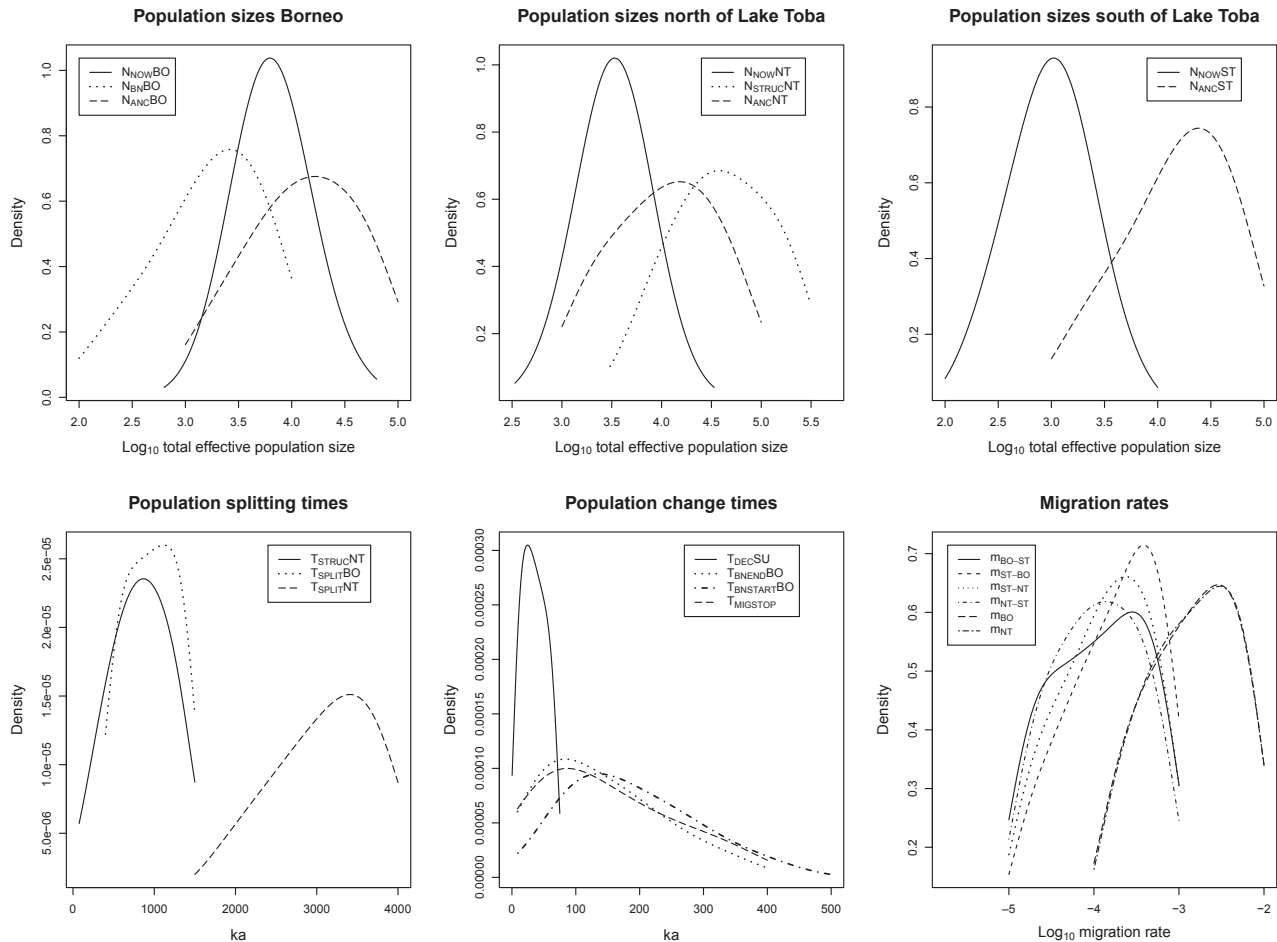 Population sizes Borneo
N_NOWBO
N_BNBO
N_ANCBO
Density
0.0 0.2 0.4 0.6 0.8 1.0
2.0 2.5 3.0 3.5 4.0 4.5 5.0
Log10 total effective population size
Population sizes north of Lake Toba
N_NOWNT
N_STRUCNT
N_ANCNT
Density
0.2 0.4 0.6 0.8 1.0
2.5 3.0 3.5 4.0 4.5 5.0 5.5
Log10 total effective population size
Population sizes south of Lake Toba
N_NOWST
N_ANCST
Density
0.2 0.4 0.6 0.8
2.0 2.5 3.0 3.5 4.0 4.5 5.0
Log10 total effective population size
Population splitting times
T_STRUCNT
T_SPLITBO
T_SPLITNT
Density
5.0e−06 1.0e−05 1.5e−05 2.0e−05 2.5e−05
0 1000 2000 3000 4000
ka
Population change times
T_DECSU
T_BNENDBO
T_BNSTARTBO
T_MIGSTOP
Density
0.00000 0.00005 0.00010 0.00015 0.00020 0.00025 0.00030
0 100 200 300 400 500
ka
Migration rates
m_BO−ST
m_ST−BO
m_ST−NT
m_NT−ST
m_BO
m_NT
Density
0.2 0.3 0.4 0.5 0.6 0.7
−5 −4 −3 −2
Log10 migration rate